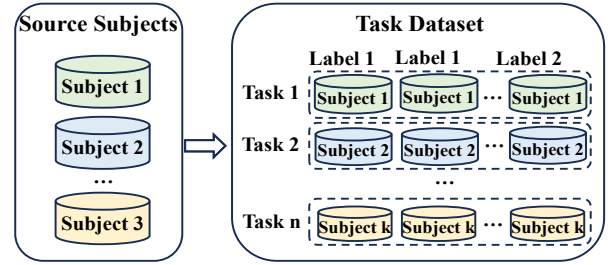 Source Subjects
Subject 1
Subject 2
...
Subject 3
Task Dataset
Label 1 Label 1 Label 2
Task 1 Subject 1 Subject 1 ... Subject 1
Task 2 Subject 2 Subject 2 ... Subject 2
...
Task n Subject k Subject k ... Subject k